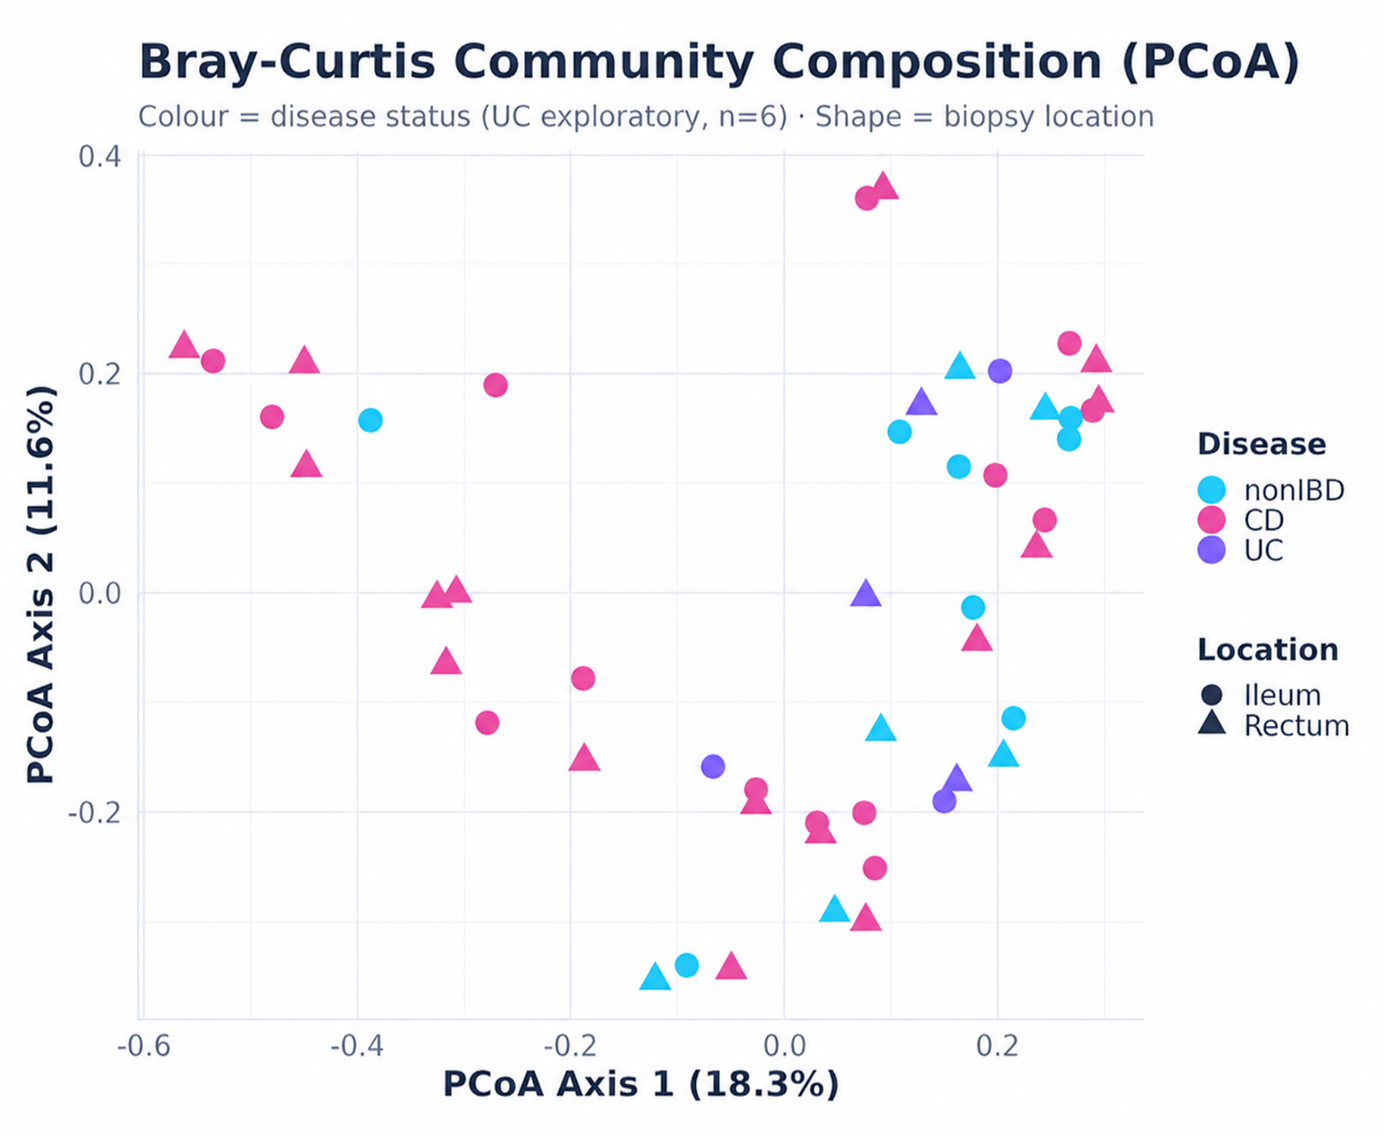 Bray-Curtis Community Composition (PCoA)
Colour = disease status (UC exploratory, n=6) · Shape = biopsy location
0.4
0.2
0.0
-0.2
PCoA Axis 2 (11.6%)
-0.6
-0.4
-0.2
0.0
0.2
PCoA Axis 1 (18.3%)
Disease
nonIBD
CD
UC
Location
Ileum
Rectum